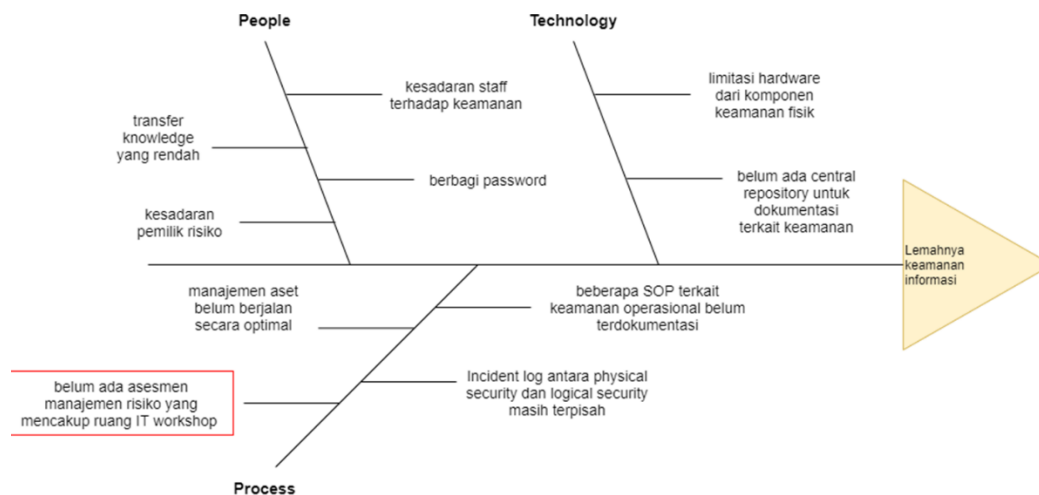 People
Technology
kesadaran staff
terhadap keamanan
transfer
knowledge
yang rendah
berbagi password
kesadaran
pemilik risiko
limitasi hardware
dari komponen
keamanan fisik
belum ada central
repository untuk
dokumentasi
terkait keamanan
Lemahnya
keamanan
informasi
manajemen aset
belum berjalan
secara optimal
beberapa SOP terkait
keamanan operasional belum
terdokumentasi
belum ada asesmen
manajemen risiko yang
mencakup ruang IT workshop
Incident log antara physical
security dan logical security
masih terpisah
Process